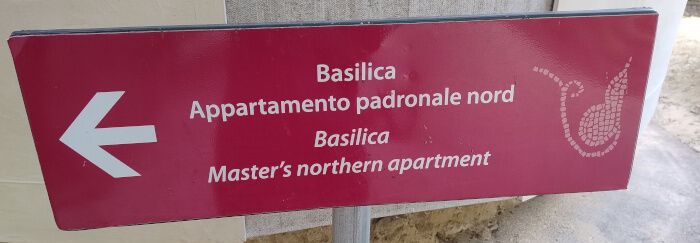 Basilica
Appartamento padronale nord
Basilica
Master's northern apartment